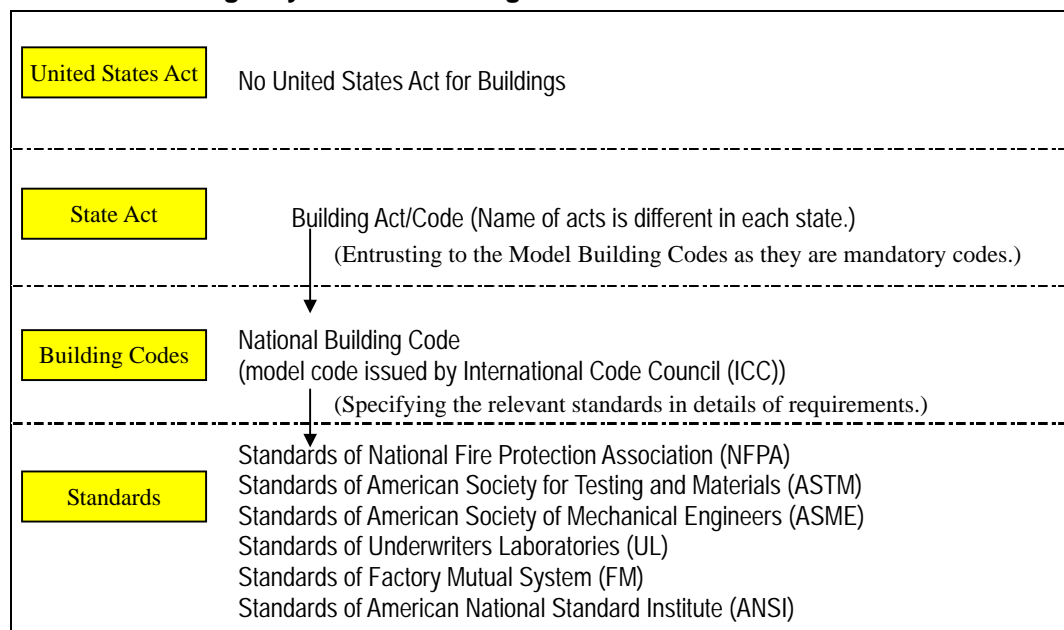 United States Act
No United States Act for Buildings
State Act
Building Act/Code (Name of acts is different in each state.)
(Entrusting to the Model Building Codes as they are mandatory codes.)
Building Codes
National Building Code
(model code issued by International Code Council (ICC))
(Specifying the relevant standards in details of requirements.)
Standards
Standards of National Fire Protection Association (NFPA)
Standards of American Society for Testing and Materials (ASTM)
Standards of American Society of Mechanical Engineers (ASME)
Standards of Underwriters Laboratories (UL)
Standards of Factory Mutual System (FM)
Standards of American National Standard Institute (ANSI)